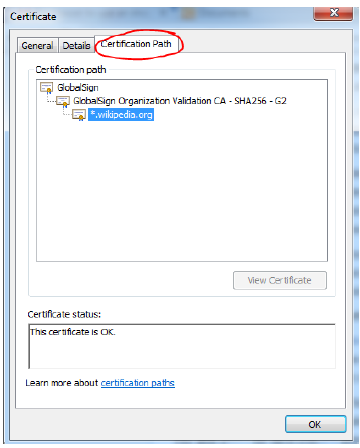 Certificate
General Details Certification Path
Certification path
GlobalSign
GlobalSign Organization Validation CA - SHA256 - G2
*.wikipedia.org
View Certificate
Certificate status:
This certificate is OK.
Learn more about certification paths
OK